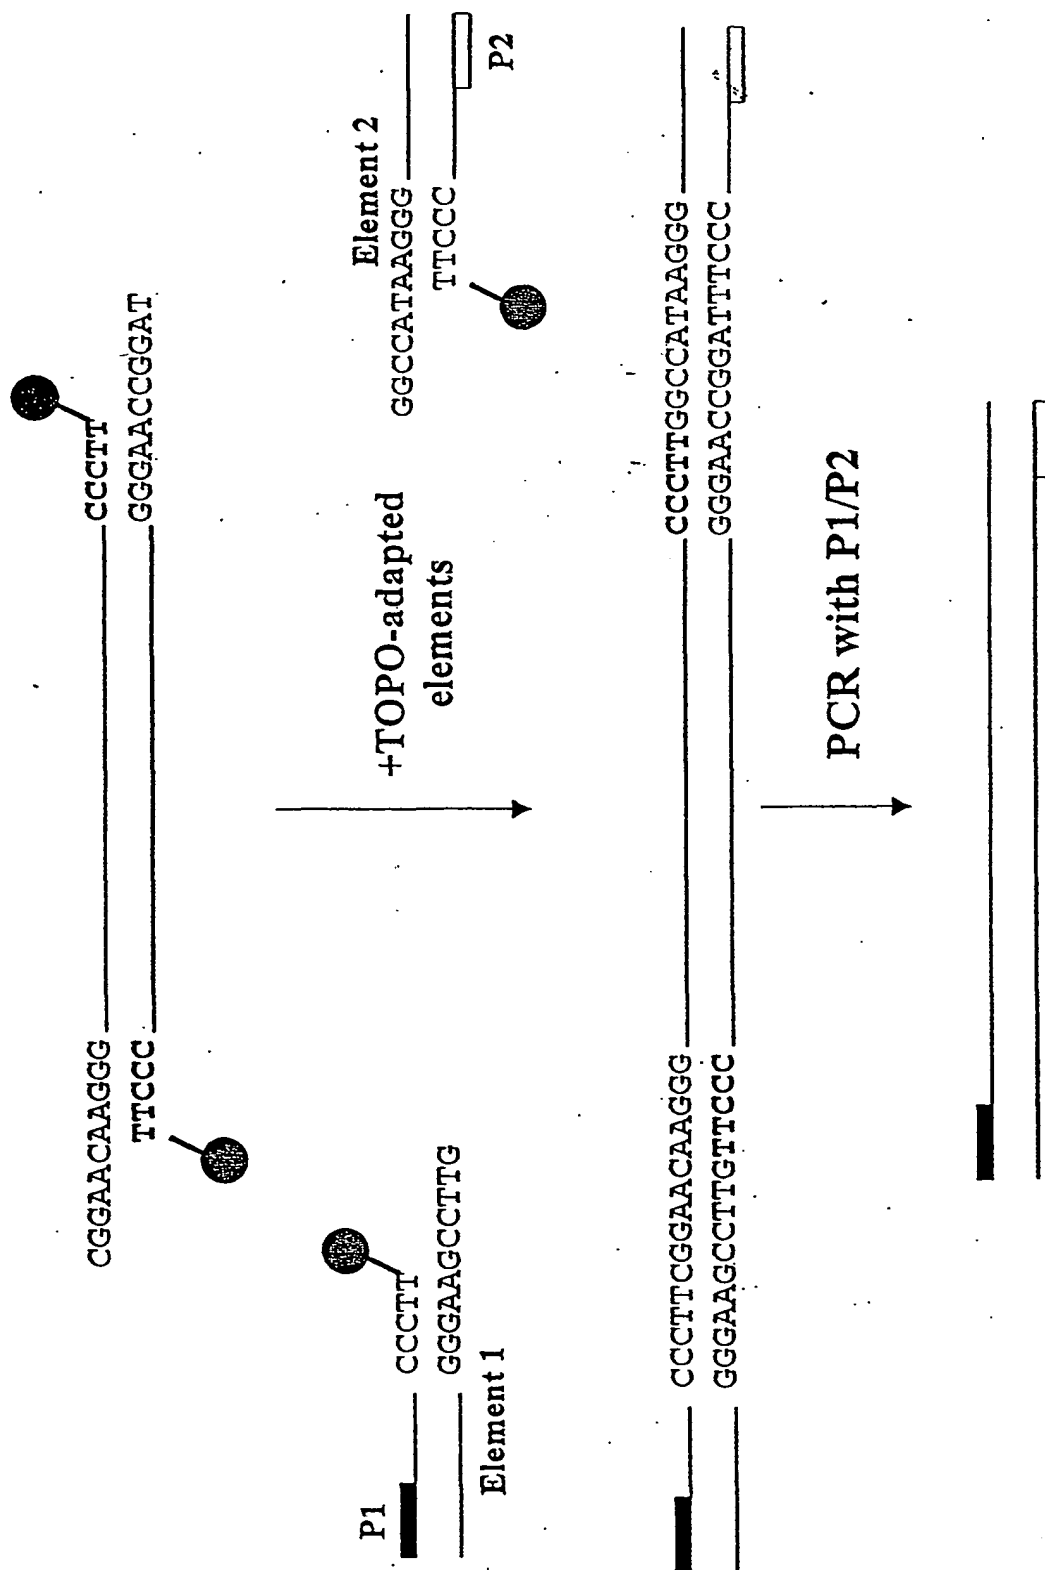 CGGAACAAGGG CCCTT
TTCCC GGGAACCGGAT
P1
CCCTT
GGGAAGCCTTG
Element 1
+TOPO-adapted
elements
Element 2
GGCCATAAGGG
TTCCC
P2
CCCTTCGGAACAAGGG CCCTTGGCCATAAGGG
GGGAAGCCTTGTTCCC GGGAACCGGATTTCCC
PCR with P1/P2